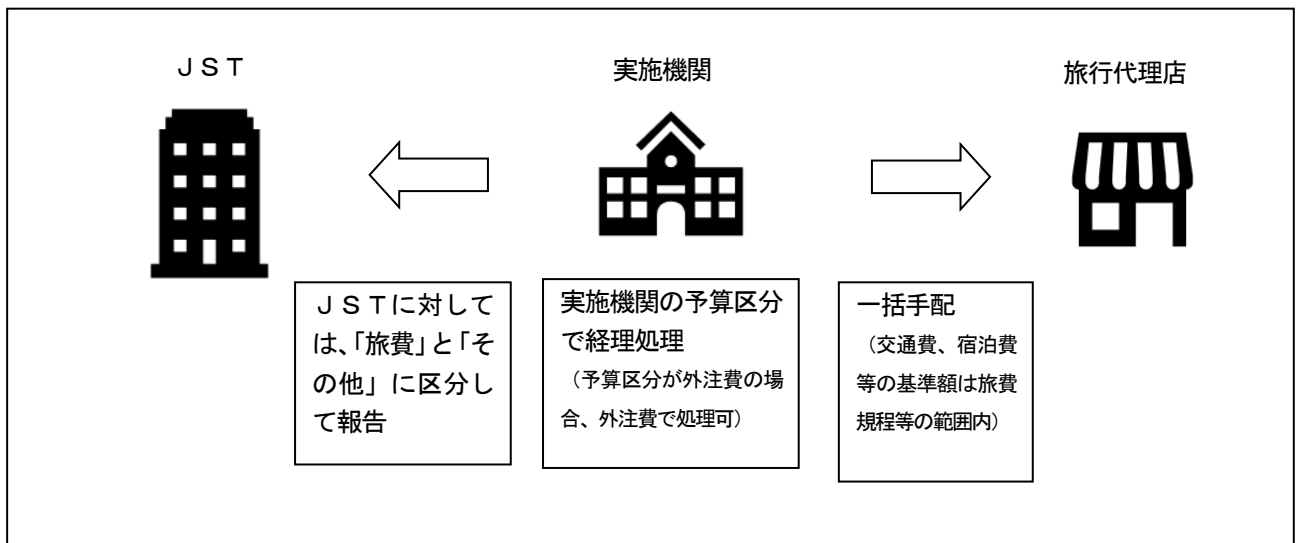 ＪＳＴ
実施機関
旅行代理店
ＪＳＴに対して
は、「旅費」と「そ
の他」に区分し
て報告
実施機関の予算区分
で経理処理
（予算区分が外注費の場
合、外注費で処理可）
一括手配
（交通費、宿泊費
等の基準額は旅費
規程等の範囲内）